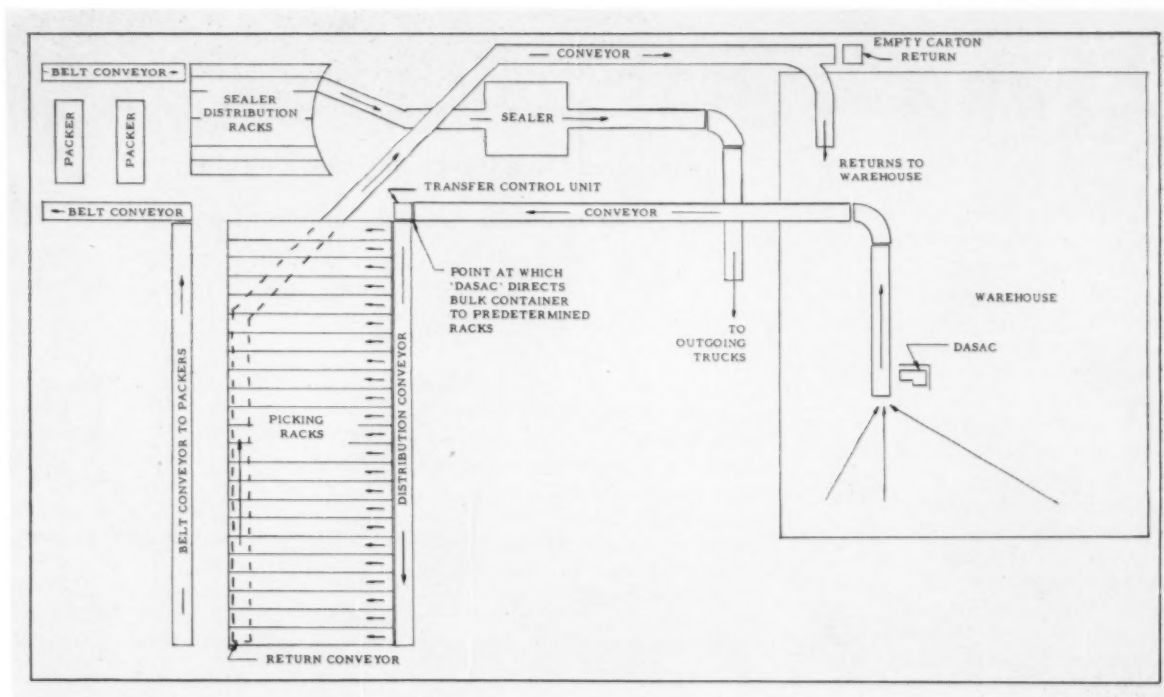 CONVEYOR
EMPTY CARTON
RETURN
BELT CONVEYOR
SEALER
DISTRIBUTION
RACKS
SEALER
PACKER
PACKER
RETURNS TO
WAREHOUSE
TRANSFER CONTROL UNIT
BELT CONVEYOR
CONVEYOR
POINT AT WHICH
'DASAC' DIRECTS
BULK CONTAINER
TO PREDETERMINED
RACKS
WAREHOUSE
TO
OUTGOING
TRUCKS
DASAC
BELT CONVEYOR TO PACKERS
PICKING
RACKS
DISTRIBUTION CONVEYOR
RETURN CONVEYOR